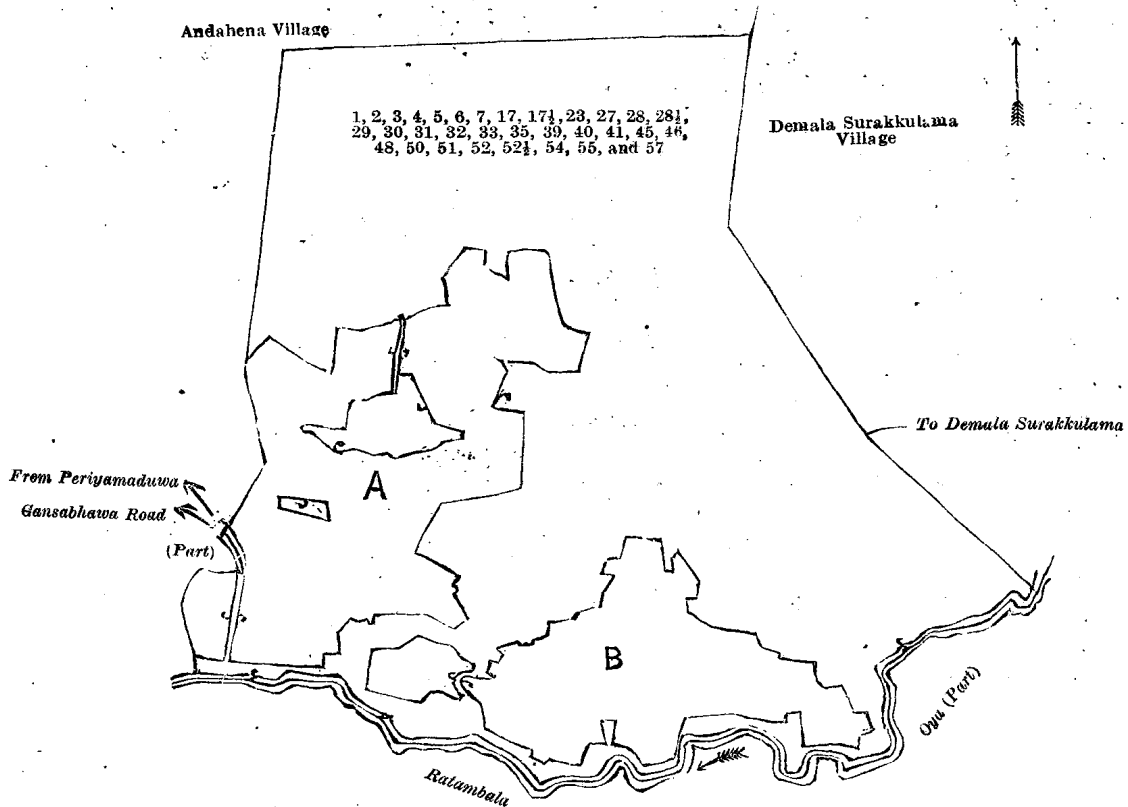 Andahena Village
1, 2, 3, 4, 5, 6, 7, 17, 17½, 23, 27, 28, 28½,
29, 30, 31, 32, 33, 35, 39, 40, 41, 45, 46,
48, 50, 51, 52, 52½, 54, 55, and 57
Demala Surakkulama
Village
To Demala Surakkulama
From Periyamaduwa
Gansabhawa Road
(Part)
A
B
Oya (Part)
Ratambala